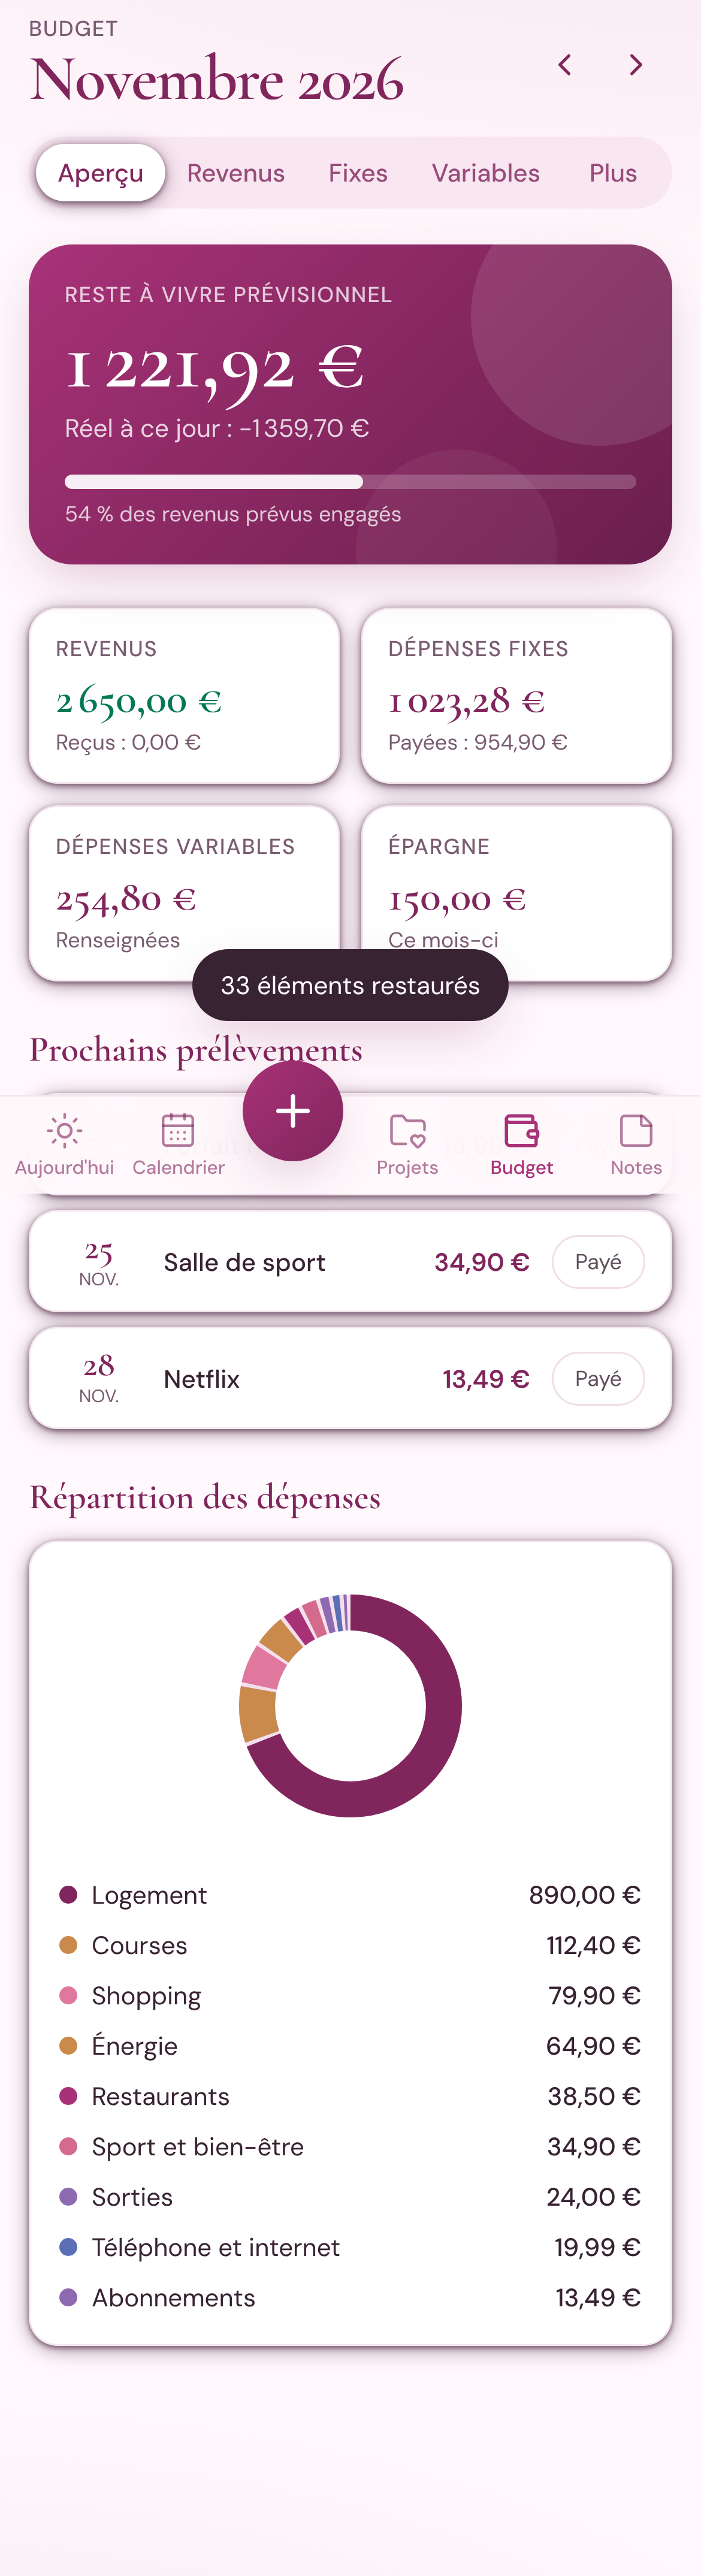 BUDGET
Novembre 2026
Aperçu Revenus Fixes Variables Plus
RESTE À VIVRE PRÉVISIONNEL
1 221,92 €
Réel à ce jour : -1 359,70 €
54 % des revenus prévus engagés
REVENUS
2 650,00 €
Reçus : 0,00 €
DÉPENSES FIXES
1 023,28 €
Payées : 954,90 €
DÉPENSES VARIABLES
254,80 €
Renseignées
ÉPARGNE
150,00 €
Ce mois-ci
33 éléments restaurés
Prochains prélèvements
Aujourd'hui Calendrier Projets Budget Notes
25 NOV. Salle de sport 34,90 € Payé
28 NOV. Netflix 13,49 € Payé
Répartition des dépenses
Logement 890,00 €
Courses 112,40 €
Shopping 79,90 €
Énergie 64,90 €
Restaurants 38,50 €
Sport et bien-être 34,90 €
Sorties 24,00 €
Téléphone et internet 19,99 €
Abonnements 13,49 €